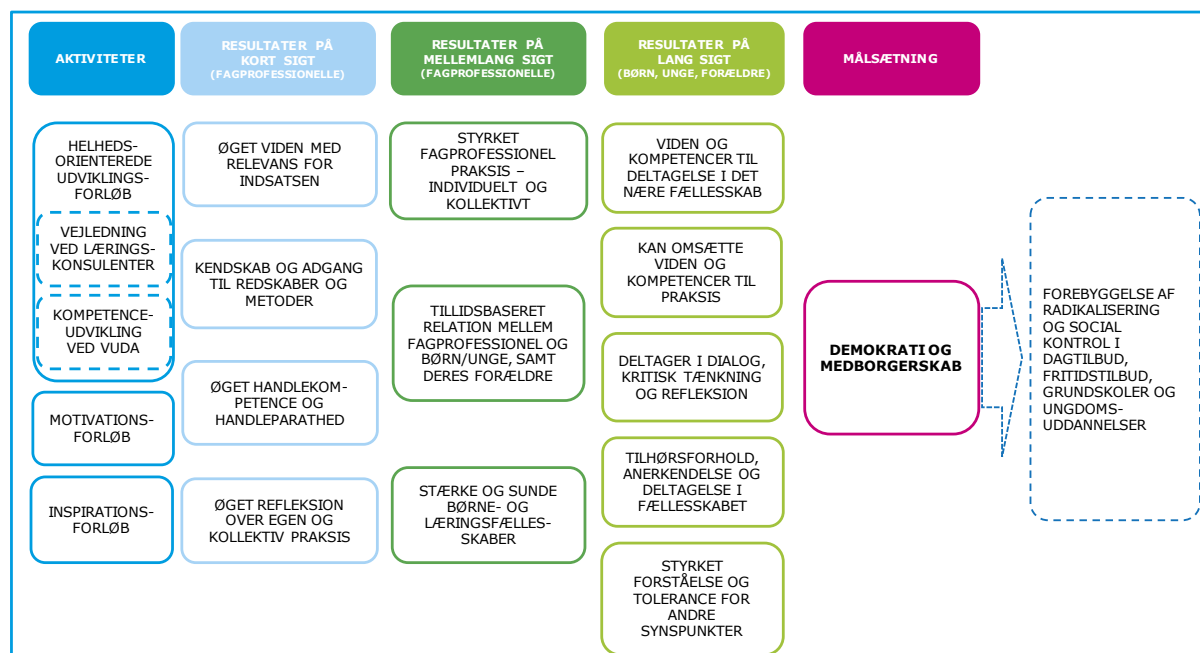 AKTIVITETER
RESULTATER PÅ
KORT SIGT
(FAGPROFESSIONELLE)
RESULTATER PÅ
MELLEMLANG SIGT
(FAGPROFESSIONELLE)
RESULTATER PÅ
LANG SIGT
(BØRN, UNGE, FORÆLDRE)
MÅLSÆTNING
HELHEDS-
ORIENTEREDE
UDVIKLINGS-
FORLØB
VEJLEDNING
VED LÆRINGS-
KONSULENTER
KOMPETENCE-
UDVIKLING
VED VUDA
MOTIVATIONS-
FORLØB
INSPIRATIONS-
FORLØB
ØGET VIDEN MED
RELEVANS FOR
INDSATSEN
KENDSKAB OG ADGANG
TIL REDSKABER OG
METODER
ØGET HANDLEKOM-
PETENCE OG
HANDLEPARATHED
ØGET REFLEKSION
OVER EGEN OG
KOLLEKTIV PRAKSIS
STYRKET
FAGPROFESSIONEL
PRAKSIS –
INDIVIDUELT OG
KOLLEKTIVT
TILLIDSBASERET
RELATION MELLEM
FAGPROFESSIONEL OG
BØRN/UNGE, SAMT
DERES FORÆLDRE
STÆRKE OG SUNDE
BØRNE- OG
LÆRINGSFÆLLE-
SKABER
VIDEN OG
KOMPETENCER TIL
DELTAGELSE I DET
NÆRE FÆLLESSKAB
KAN OMSÆTTE
VIDEN OG
KOMPETENCER TIL
PRAKSIS
DELTAGER I DIALOG,
KRITISK TÆNKNING
OG REFLEKSION
TILHØRSFORHOLD,
ANERKENDELSE OG
DELTAGELSE I
FÆLLESKABET
STYRKET
FORSTÅELSE OG
TOLERANCE FOR
ANDRE
SYNSPUNKTER
DEMOKRATI OG
MEDBORGERSKAB
FOREBYGGELSE AF
RADIKALISERING
OG SOCIAL
KONTROL I
DAGTILBUD,
FRITIDSTILBUD,
GRUNDSKOLER OG
UNGDOMS-
UDDANNELSER